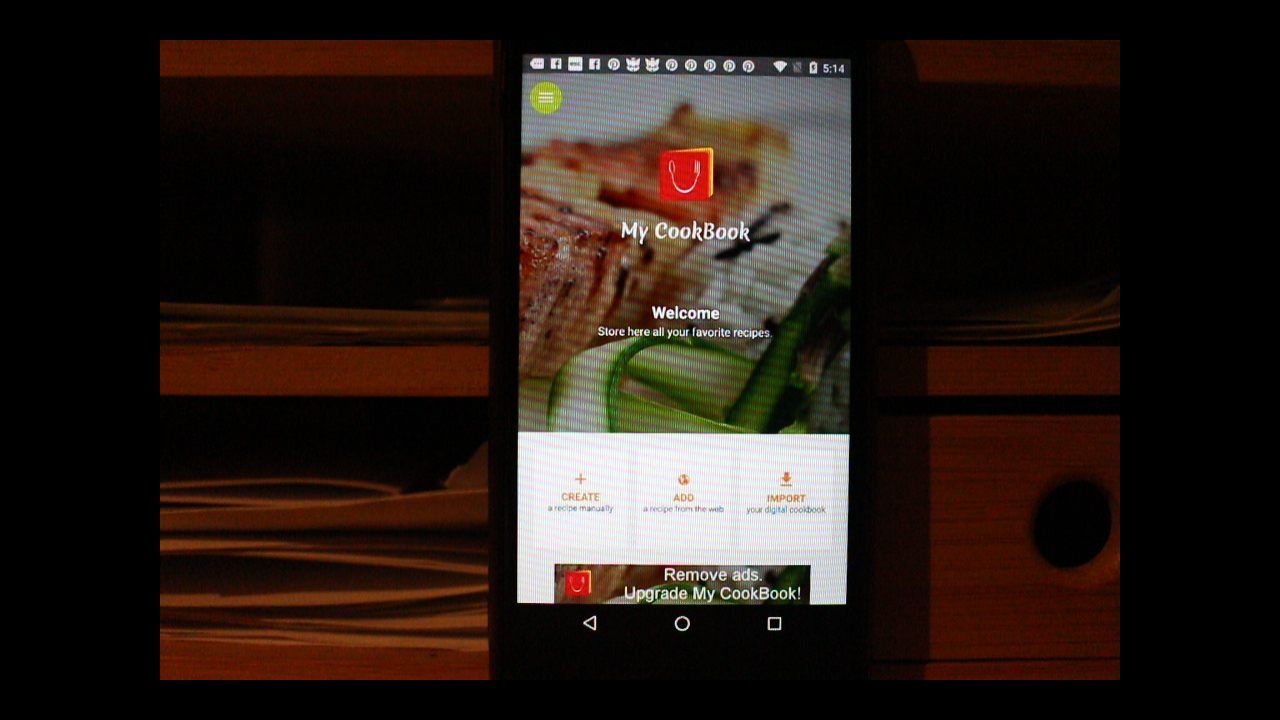 5:14
My CookBook
Welcome
Store here all your favorite recipes.
CREATE
a recipe manually
ADD
a recipe from the web
IMPORT
your digital cookbook
Remove ads.
Upgrade My CookBook!